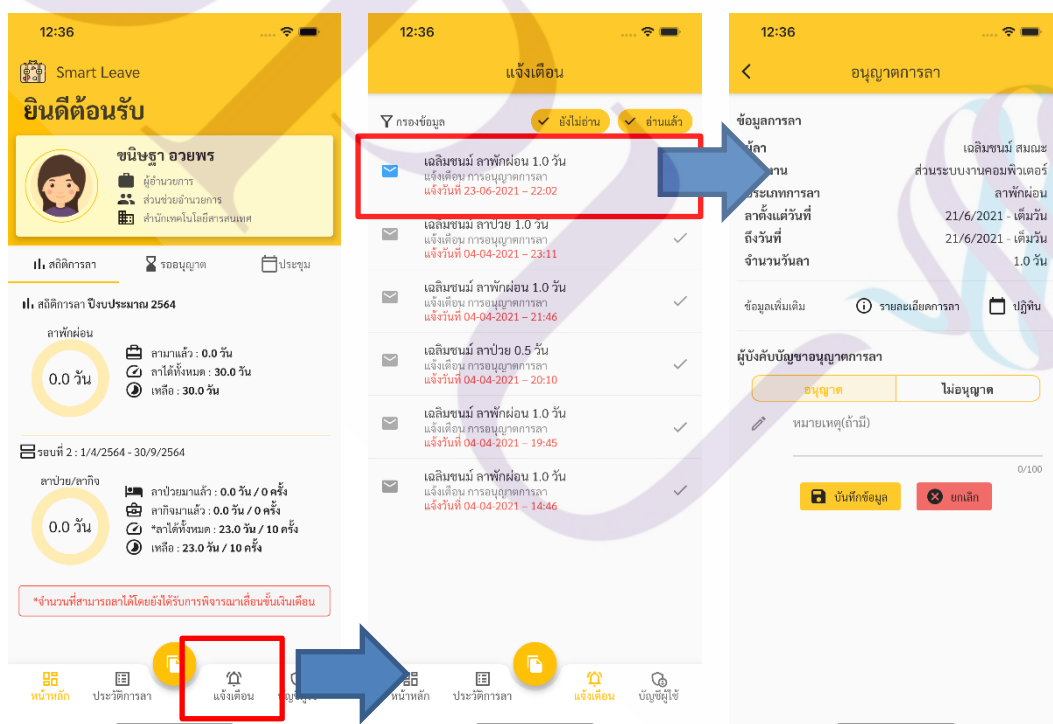 12:36
Smart Leave
ยินดีต้อนรับ
ขนิษฐา อวยพร
ผู้อำนวยการ
ส่วนช่วยอำนวยการ
สำนักเทคโนโลยีสารสนเทศ
สถิติการลา
รออนุญาต
ประชุม
สถิติการลา ปีงบประมาณ 2564
ลาพักผ่อน
0.0 วัน
ลามาแล้ว : 0.0 วัน
ลาได้ทั้งหมด : 30.0 วัน
เหลือ : 30.0 วัน
รอบที่ 2 : 1/4/2564 - 30/9/2564
ลาป่วย/ลากิจ
0.0 วัน
ลาป่วยมาแล้ว : 0.0 วัน / 0 ครั้ง
ลากิจมาแล้ว : 0.0 วัน / 0 ครั้ง
*ลาได้ทั้งหมด : 23.0 วัน / 10 ครั้ง
เหลือ : 23.0 วัน / 10 ครั้ง
*จำนวนที่สามารถลาได้โดยยังได้รับการพิจารณาเลื่อนขั้นเงินเดือน
หน้าหลัก
ประวัติการลา
แจ้งเตือน
12:36
แจ้งเตือน
กรองข้อมูล
ยังไม่อ่าน
อ่านแล้ว
เฉลิมชนม์ ลาพักผ่อน 1.0 วัน
แจ้งเตือน การอนุญาตการลา
แจ้งวันที่ 23-06-2021 – 22:02
เฉลิมชนม์ ลาป่วย 1.0 วัน
แจ้งเตือน การอนุญาตการลา
แจ้งวันที่ 04-04-2021 – 23:11
เฉลิมชนม์ ลาพักผ่อน 1.0 วัน
แจ้งเตือน การอนุญาตการลา
แจ้งวันที่ 04-04-2021 – 21:46
เฉลิมชนม์ ลาป่วย 0.5 วัน
แจ้งเตือน การอนุญาตการลา
แจ้งวันที่ 04-04-2021 – 20:10
เฉลิมชนม์ ลาพักผ่อน 1.0 วัน
แจ้งเตือน การอนุญาตการลา
แจ้งวันที่ 04-04-2021 – 19:45
เฉลิมชนม์ ลาพักผ่อน 1.0 วัน
แจ้งเตือน การอนุญาตการลา
แจ้งวันที่ 04-04-2021 – 14:46
หน้าหลัก
ประวัติการลา
แจ้งเตือน
บัญชีผู้ใช้
12:36
อนุญาตการลา
ข้อมูลการลา
เฉลิมชนม์ สมณะ
ส่วนระบบงานคอมพิวเตอร์
ประเภทการลา ลาพักผ่อน
ลาตั้งแต่วันที่ 21/6/2021 - เต็มวัน
ถึงวันที่ 21/6/2021 - เต็มวัน
จำนวนวันลา 1.0 วัน
ข้อมูลเพิ่มเติม
รายละเอียดการลา
ปฏิทิน
ผู้บังคับบัญชาอนุญาตการลา
อนุญาต
ไม่อนุญาต
หมายเหตุ(ถ้ามี)
0/100
บันทึกข้อมูล
ยกเลิก